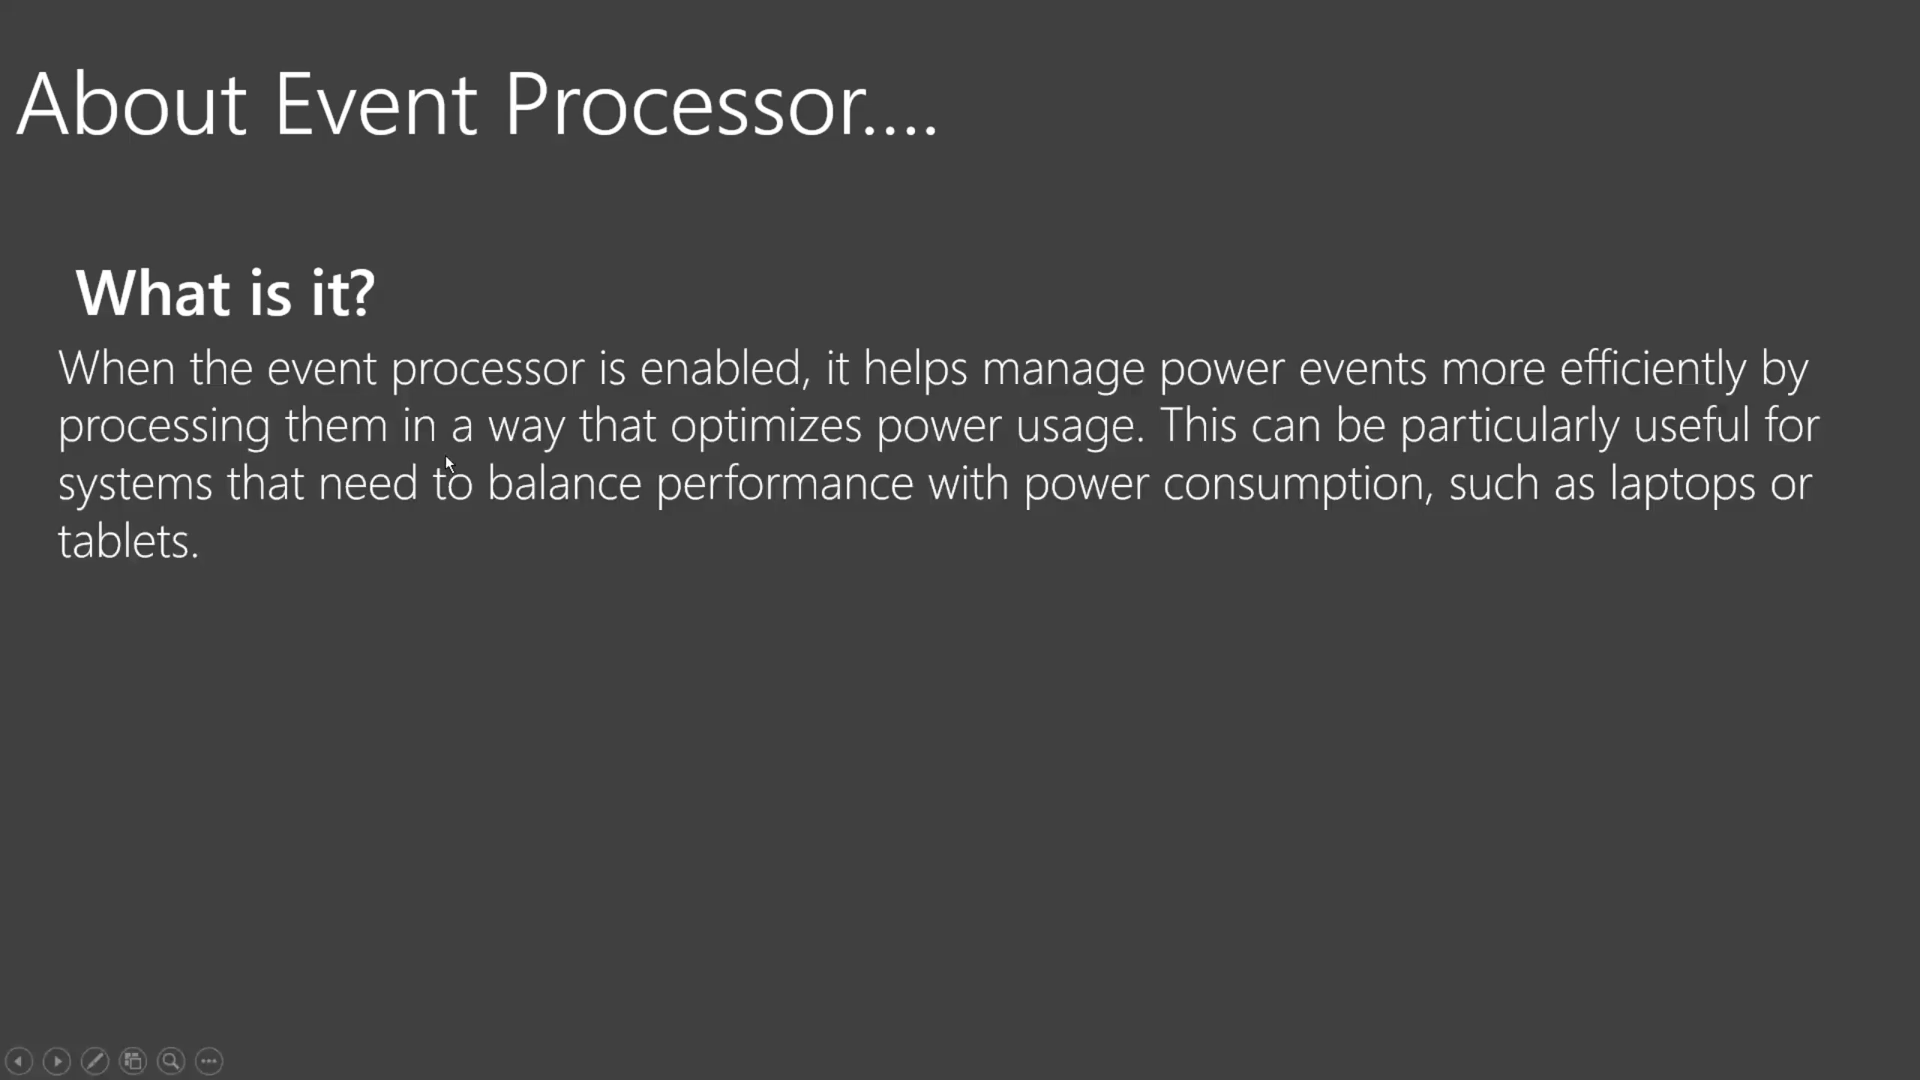 About Event Processor....
What is it?
When the event processor is enabled, it helps manage power events more efficiently by
processing them in a way that optimizes power usage. This can be particularly useful for
systems that need to balance performance with power consumption, such as laptops or
tablets.